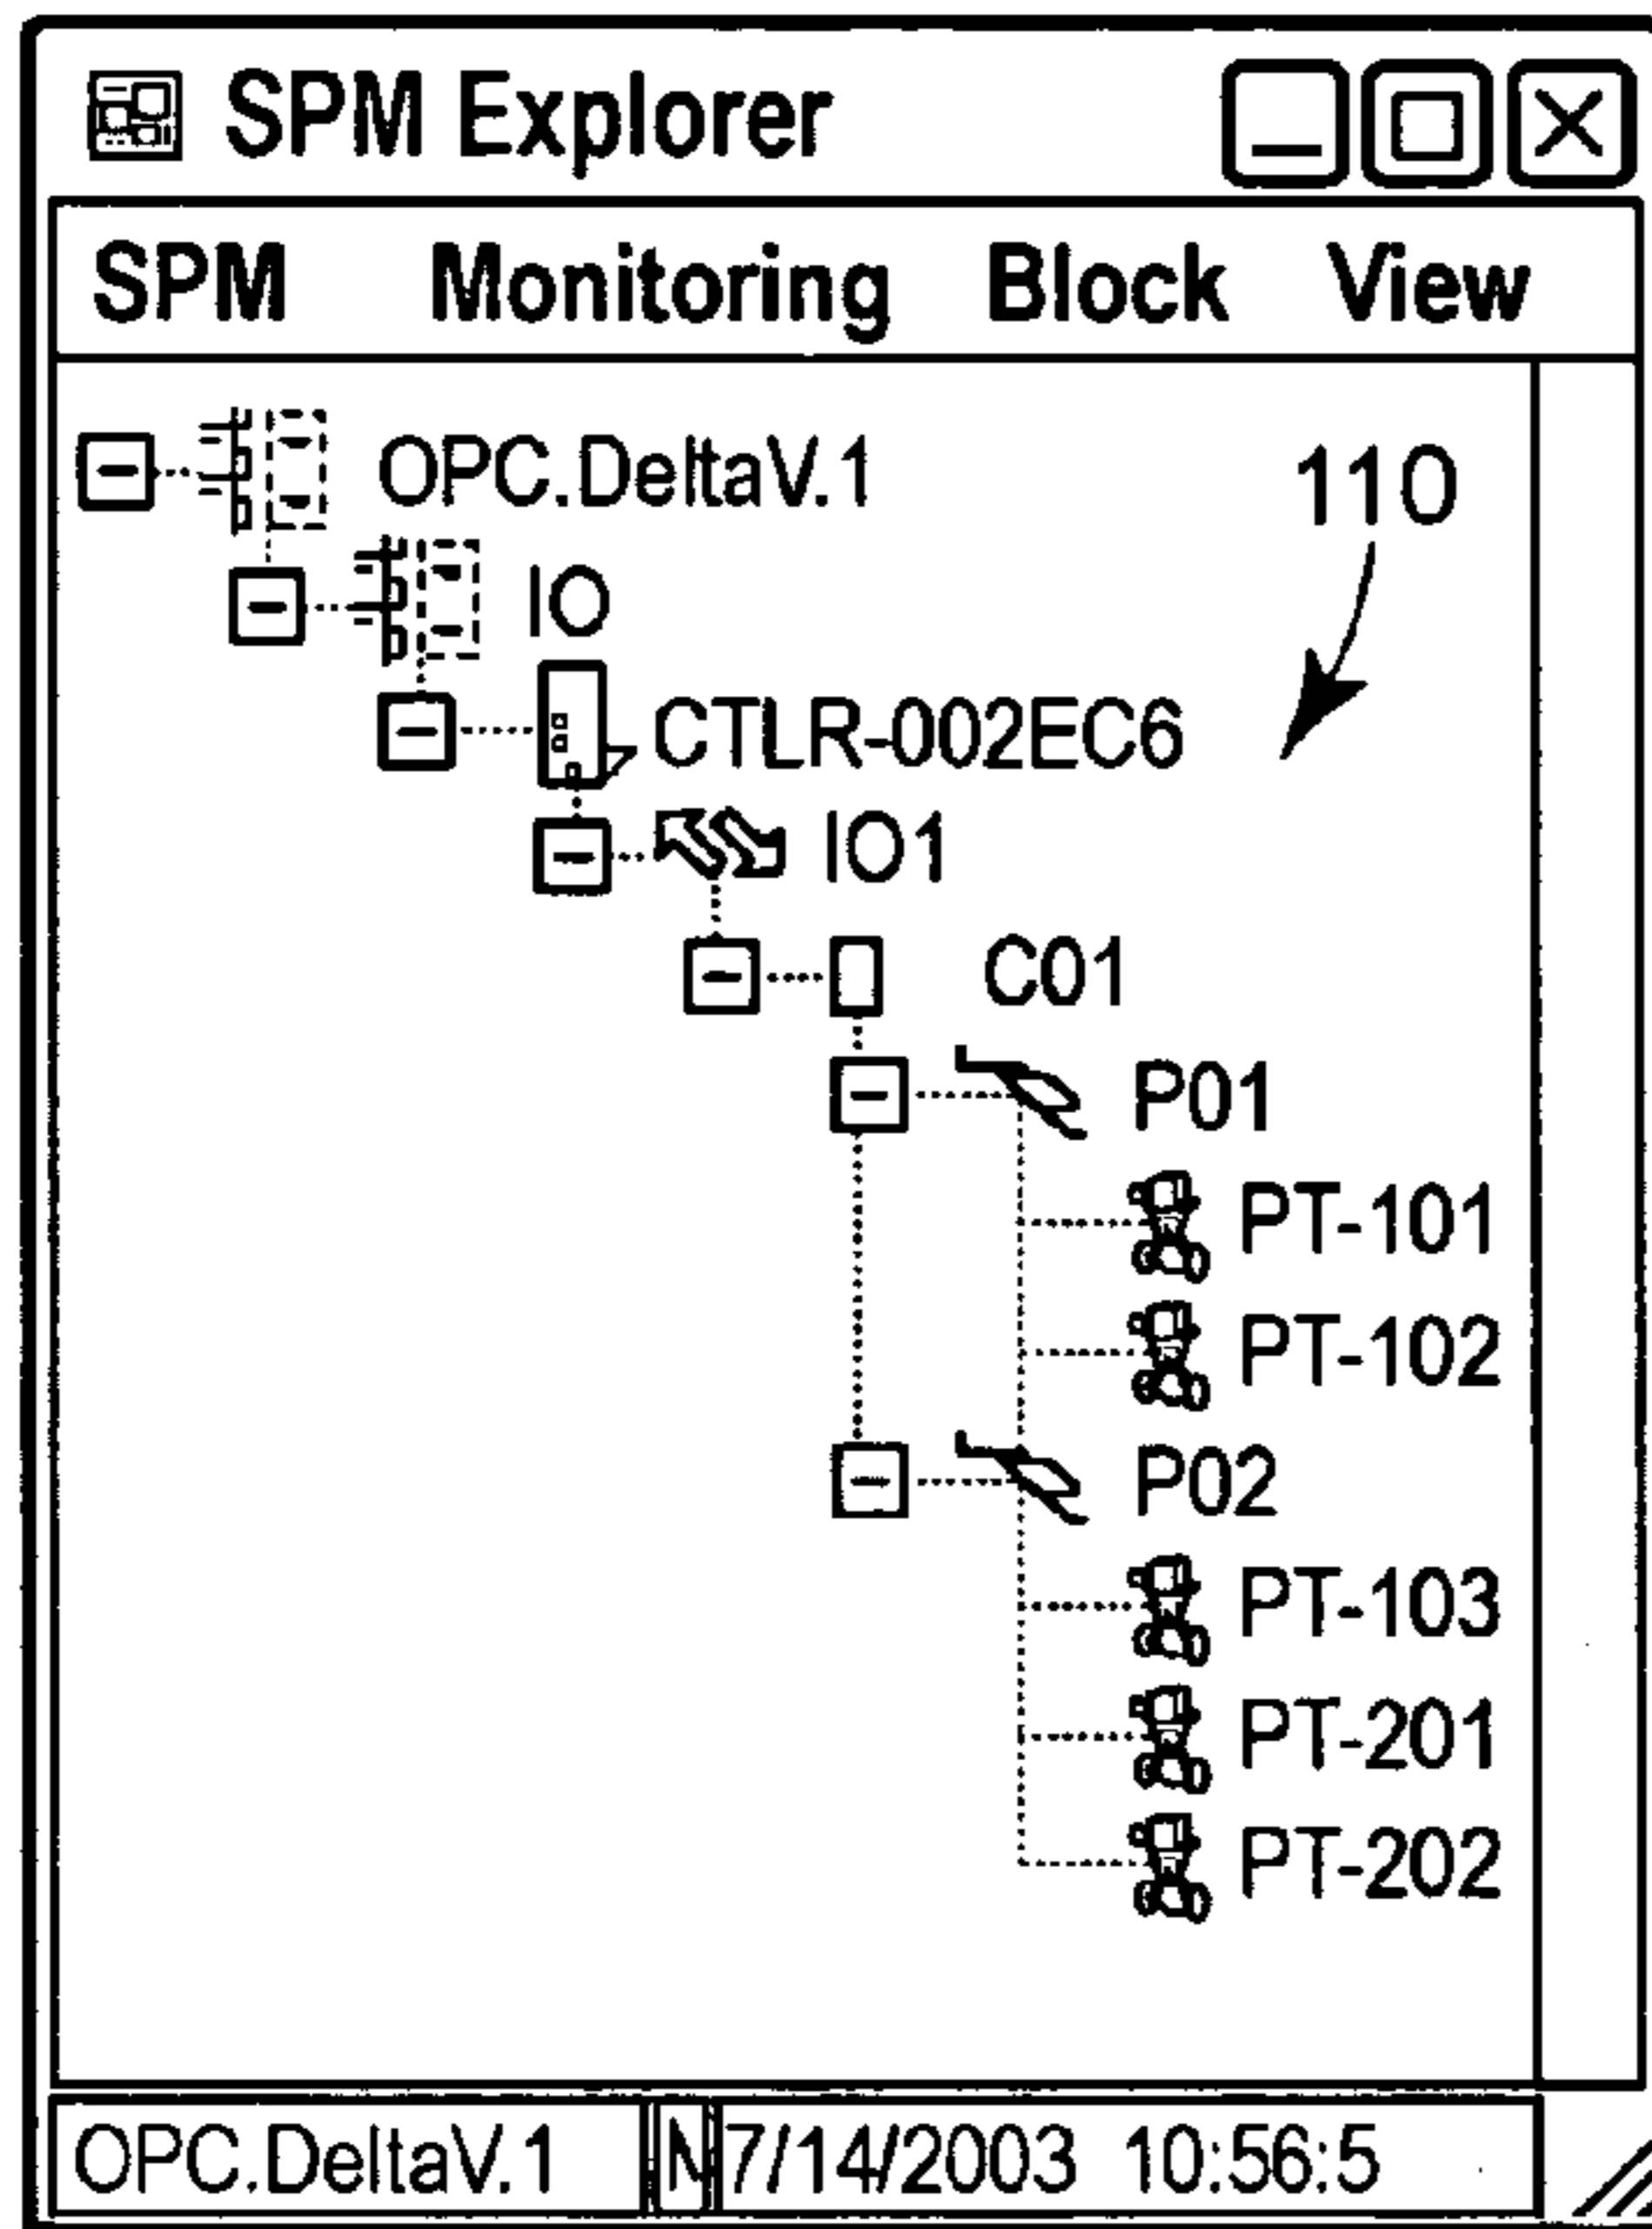 SPM Explorer
SPM Monitoring Block View
OPC.DeltaV.1
110
IO
CTLR-002EC6
IO1
C01
P01
PT-101
PT-102
P02
PT-103
PT-201
PT-202
OPC.DeltaV.1 M 7/14/2003 10:56:5